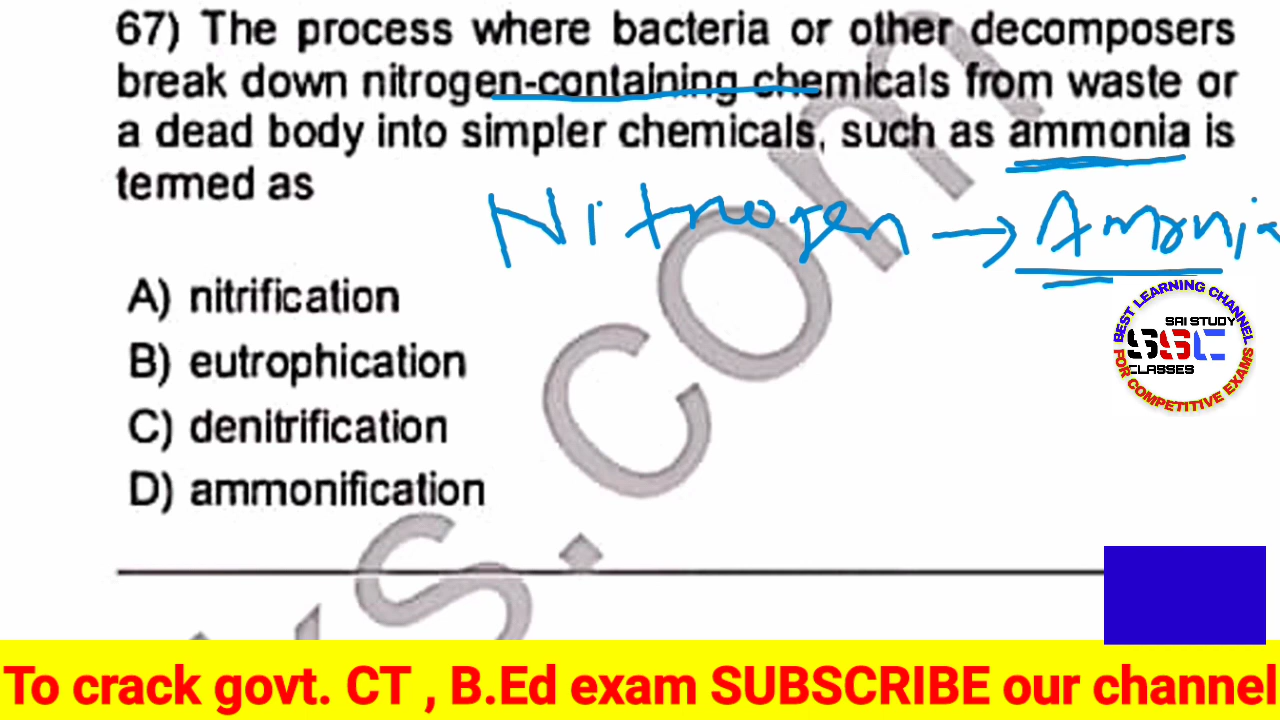 67) The process where bacteria or other decomposers
break down nitrogen-containing chemicals from waste or
a dead body into simpler chemicals, such as ammonia is
termed as
Nitrogen → Ammonia
A) nitrification
B) eutrophication
C) denitrification
D) ammonification
BEST LEARNING CHANNEL
SAI STUDY
SSC
CLASSES
FOR COMPETITIVE EXAMS
s.com
To crack govt. CT , B.Ed exam SUBSCRIBE our channel